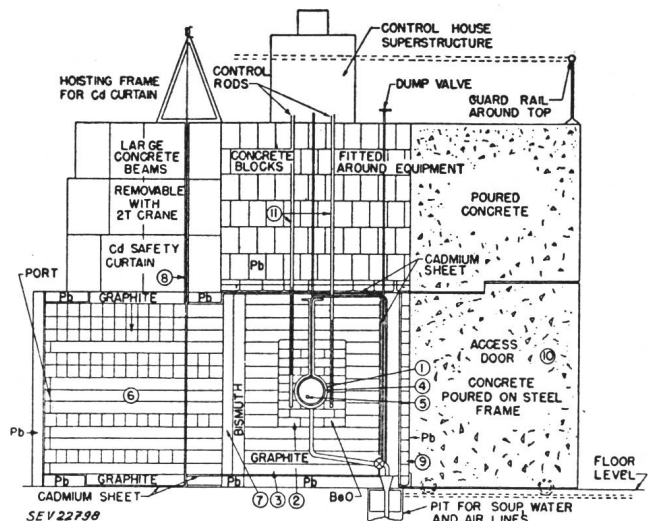 CONTROL HOUSE
SUPERSTRUCTURE
HOISTING FRAME
FOR Cd CURTAIN
CONTROL
RODS
DUMP VALVE
GUARD RAIL
AROUND TOP
LARGE
CONCRETE
BEAMS
REMOVABLE
WITH
2T CRANE
Cd SAFETY
CURTAIN
CONCRETE
BLOCKS
FITTED
AROUND EQUIPMENT
11
Pb
POURED
CONCRETE
8
CADMIUM
SHEET
PORT
Pb
GRAPHITE
Pb
6
Pb
BISMUTH
1
4
5
ACCESS
DOOR
10
CONCRETE
POURED ON STEEL
FRAME
Pb
9
GRAPHITE
Pb
GRAPHITE
Pb
Pb
CADMIUM SHEET
7
3
2
BeO
FLOOR
LEVEL
PIT FOR SOUP, WATER
AND AIR LINES
SEV 22798